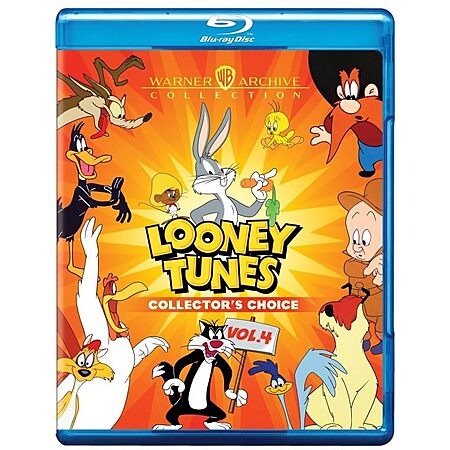 Blu-ray Disc
WARNER WB ARCHIVE
COLLECTION
LOONEY
TUNES
COLLECTOR'S CHOICE
VOL.4